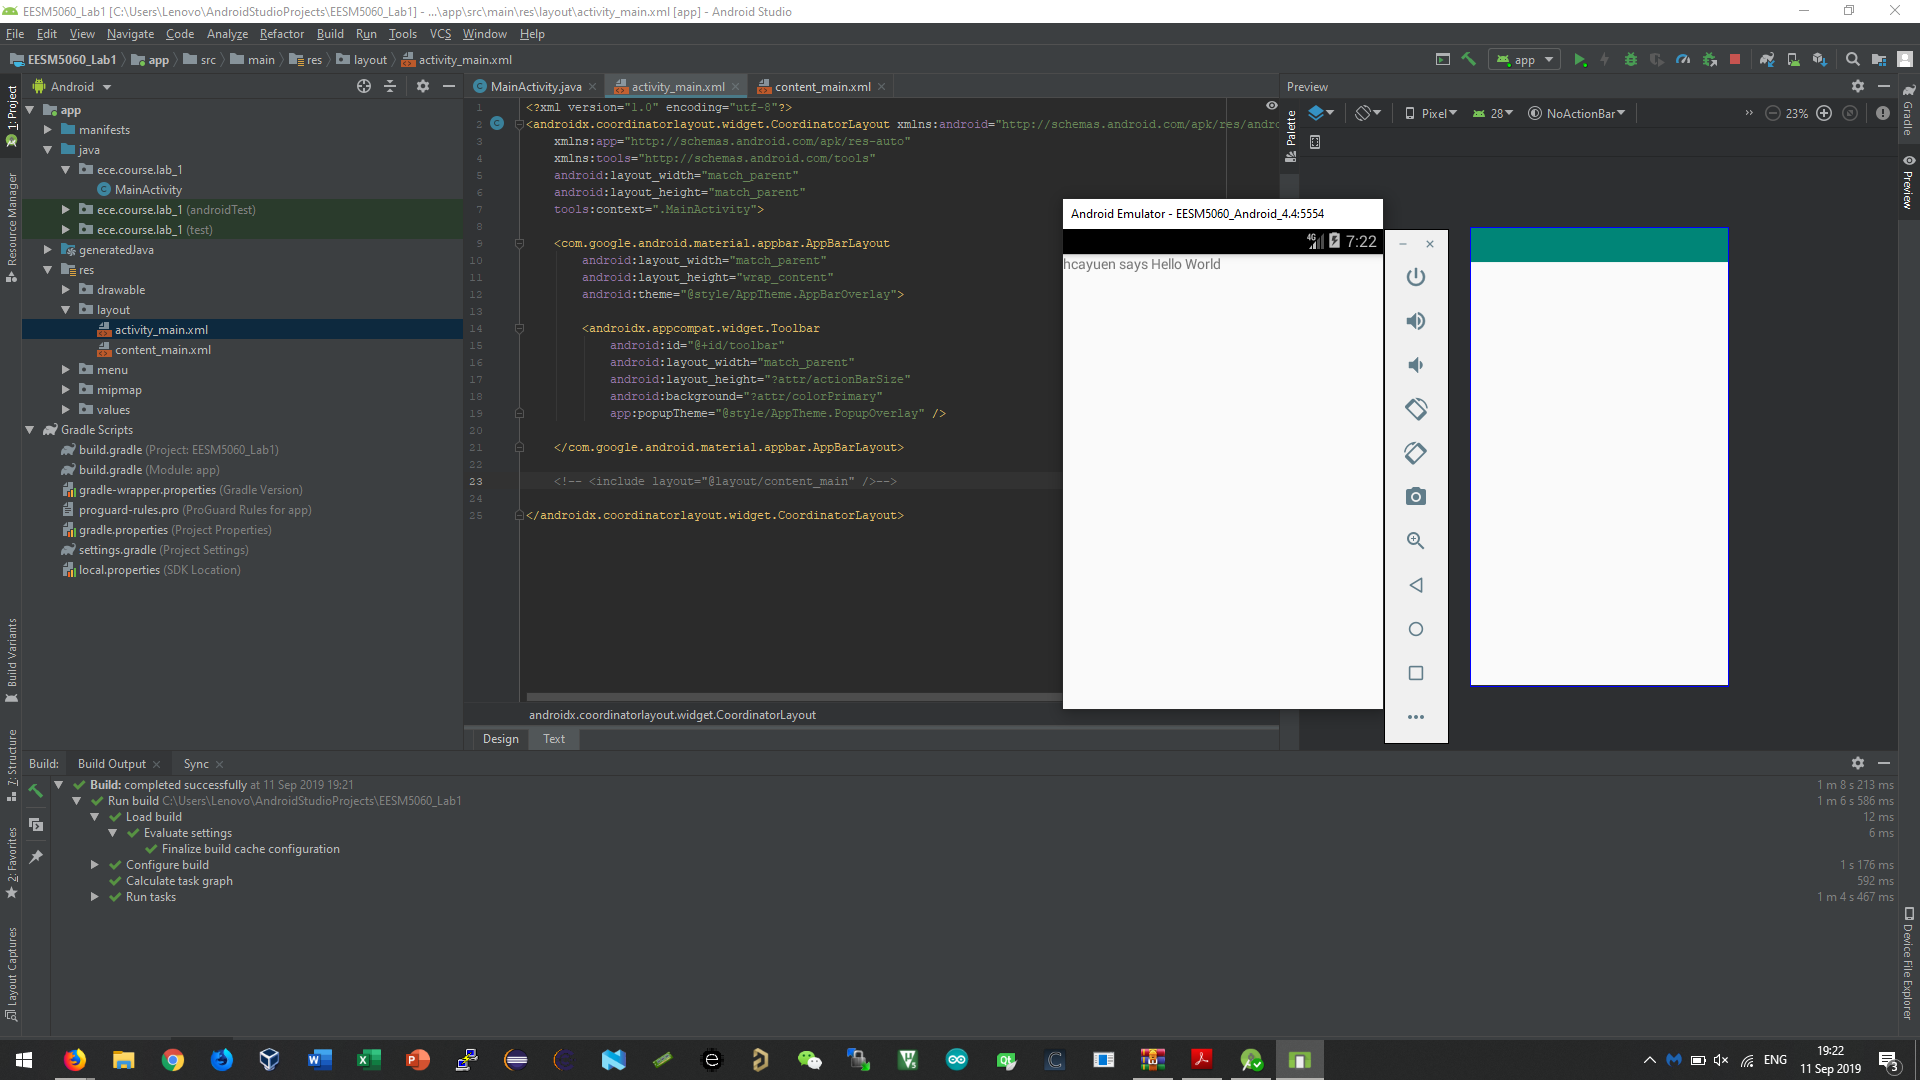 EESM5060_Lab1 [C:\Users\Lenovo\AndroidStudioProjects\EESM5060_Lab1] - ...\app\src\main\res\layout\activity_main.xml [app] - Android Studio
File Edit View Navigate Code Analyze Refactor Build Run Tools VCS Window Help
EESM5060_Lab1 app src main res layout activity_main.xml
app
Android
MainActivity.java activity_main.xml content_main.xml
Preview
Pixel 28 NoActionBar 23%
1: Project
Resource Manager
Build Variants
7: Structure
2: Favorites
Layout Captures
app
manifests
java
ece.course.lab_1
MainActivity
ece.course.lab_1 (androidTest)
ece.course.lab_1 (test)
generatedJava
res
drawable
layout
activity_main.xml
content_main.xml
menu
mipmap
values
Gradle Scripts
build.gradle (Project: EESM5060_Lab1)
build.gradle (Module: app)
gradle-wrapper.properties (Gradle Version)
proguard-rules.pro (ProGuard Rules for app)
gradle.properties (Project Properties)
settings.gradle (Project Settings)
local.properties (SDK Location)
1 <?xml version="1.0" encoding="utf-8"?>
2 <androidx.coordinatorlayout.widget.CoordinatorLayout xmlns:android="http://schemas.android.com/apk/res/andro
3 xmlns:app="http://schemas.android.com/apk/res-auto"
4 xmlns:tools="http://schemas.android.com/tools"
5 android:layout_width="match_parent"
6 android:layout_height="match_parent"
7 tools:context=".MainActivity">
8
9 <com.google.android.material.appbar.AppBarLayout
10 android:layout_width="match_parent"
11 android:layout_height="wrap_content"
12 android:theme="@style/AppTheme.AppBarOverlay">
13
14 <androidx.appcompat.widget.Toolbar
15 android:id="@+id/toolbar"
16 android:layout_width="match_parent"
17 android:layout_height="?attr/actionBarSize"
18 android:background="?attr/colorPrimary"
19 app:popupTheme="@style/AppTheme.PopupOverlay" />
20
21 </com.google.android.material.appbar.AppBarLayout>
22
23 <!-- <include layout="@layout/content_main" />-->
24
25 </androidx.coordinatorlayout.widget.CoordinatorLayout>
androidx.coordinatorlayout.widget.CoordinatorLayout
Design Text
Android Emulator - EESM5060_Android_4.4:5554
4G 7:22
hcayuen says Hello World
Palette
Gradle
Preview
Device File Explorer
Build: Build Output Sync
Build: completed successfully at 11 Sep 2019 19:21 1 m 8 s 213 ms
Run build C:\Users\Lenovo\AndroidStudioProjects\EESM5060_Lab1 1 m 6 s 586 ms
Load build 12 ms
Evaluate settings 6 ms
Finalize build cache configuration
Configure build 1 s 176 ms
Calculate task graph 592 ms
Run tasks 1 m 4 s 467 ms
ENG
19:22
11 Sep 2019
3